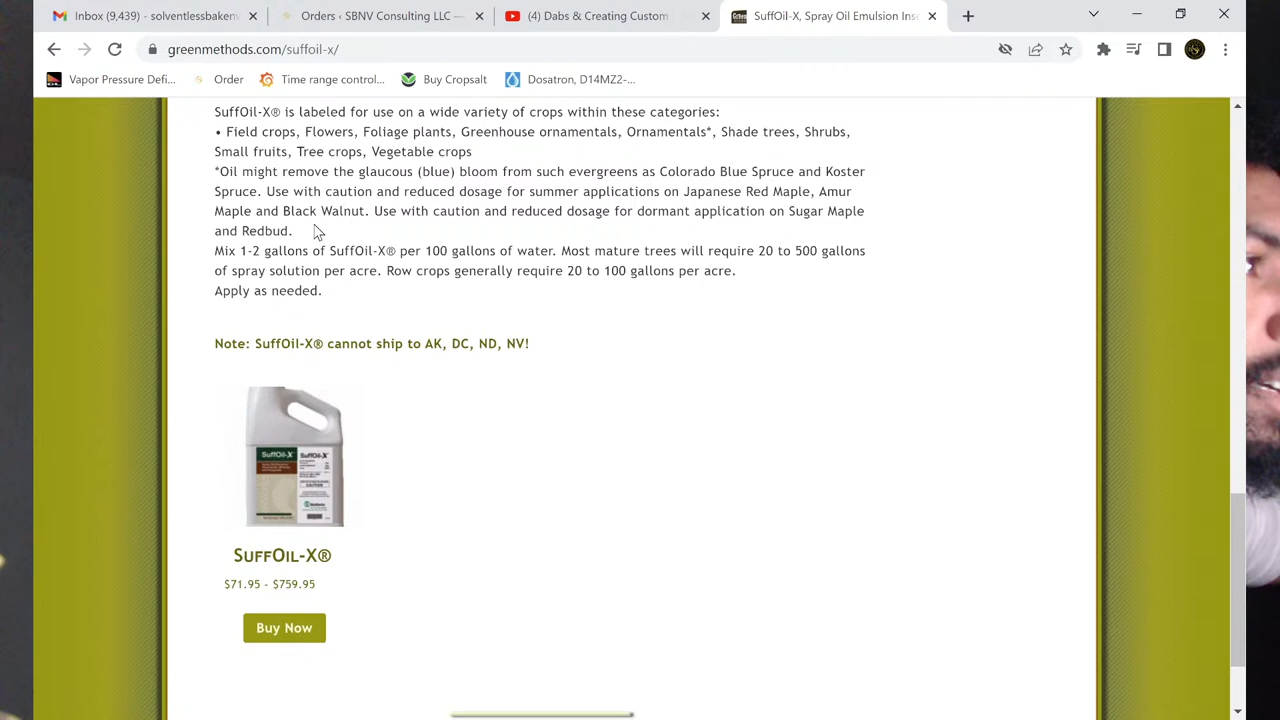 Inbox (9,439) - solventlessbakenv
Orders ‹ SBNV Consulting LLC —
(4) Dabs & Creating Custom
SuffOil-X, Spray Oil Emulsion Inse
greenmethods.com/suffoil-x/
Vapor Pressure Defi...
Order
Time range control...
Buy Cropsalt
Dosatron, D14MZ2-...
SuffOil-X® is labeled for use on a wide variety of crops within these categories:
• Field crops, Flowers, Foliage plants, Greenhouse ornamentals, Ornamentals*, Shade trees, Shrubs,
Small fruits, Tree crops, Vegetable crops
*Oil might remove the glaucous (blue) bloom from such evergreens as Colorado Blue Spruce and Koster
Spruce. Use with caution and reduced dosage for summer applications on Japanese Red Maple, Amur
Maple and Black Walnut. Use with caution and reduced dosage for dormant application on Sugar Maple
and Redbud.
Mix 1-2 gallons of SuffOil-X® per 100 gallons of water. Most mature trees will require 20 to 500 gallons
of spray solution per acre. Row crops generally require 20 to 100 gallons per acre.
Apply as needed.
Note: SuffOil-X® cannot ship to AK, DC, ND, NV!
SuffOil-X SuffOil-X
SuffOil-X®
$71.95 - $759.95
Buy Now